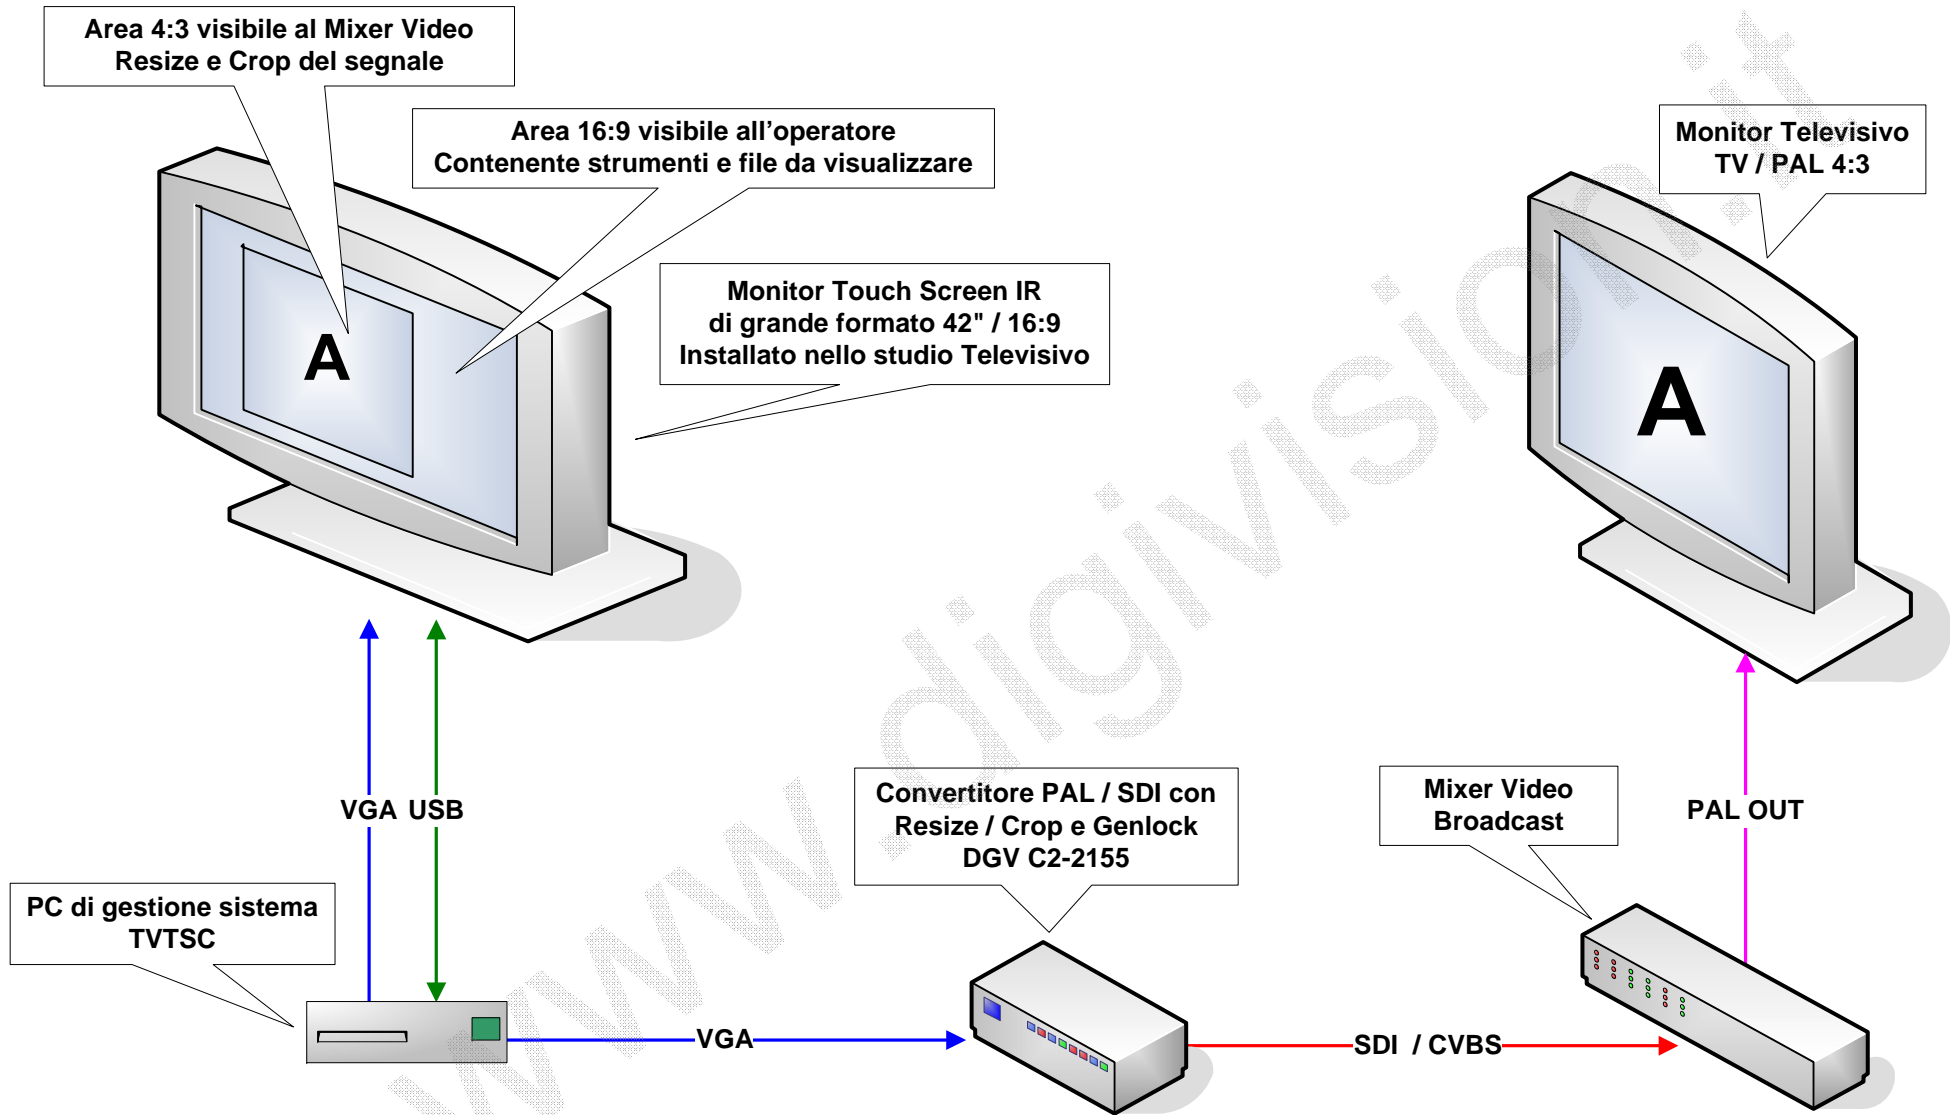 Area 4:3 visibile al Mixer Video
Resize e Crop del segnale
Area 16:9 visibile all'operatore
Contenente strumenti e file da visualizzare
Monitor Televisivo
TV / PAL 4:3
Monitor Touch Screen IR
di grande formato 42" / 16:9
Installato nello studio Televisivo
A
A
VGA USB
Convertitore PAL / SDI con
Resize / Crop e Genlock
DGV C2-2155
Mixer Video
Broadcast
PAL OUT
PC di gestione sistema
TVTSC
VGA
SDI / CVBS
www.digivision.it